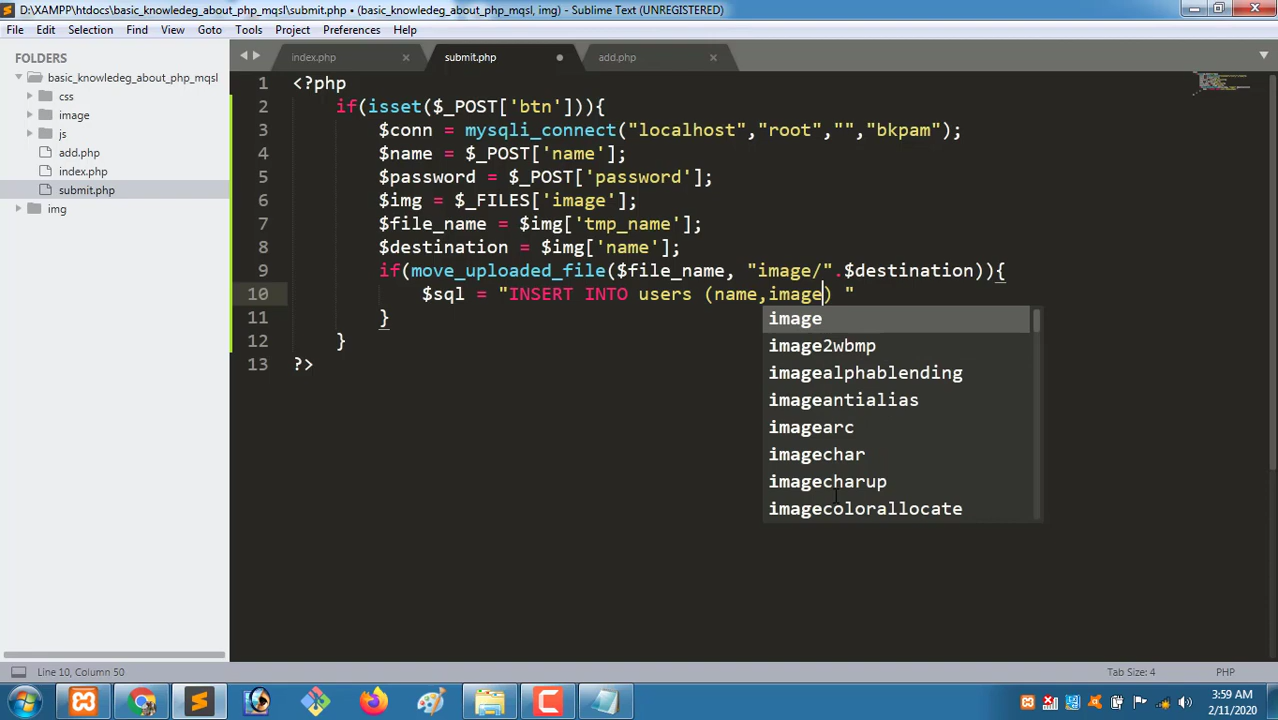 D:\XAMPP\htdocs\basic_knowledeg_about_php_mqsl\submit.php • (basic_knowledeg_about_php_mqsl, img) - Sublime Text (UNREGISTERED)
File Edit Selection Find View Goto Tools Project Preferences Help
FOLDERS
basic_knowledeg_about_php_mqsl
css
image
js
add.php
index.php
submit.php
img
index.php submit.php add.php
1 <?php
2 if(isset($_POST['btn'])){
3 $conn = mysqli_connect("localhost","root","","bkpam");
4 $name = $_POST['name'];
5 $password = $_POST['password'];
6 $img = $_FILES['image'];
7 $file_name = $img['tmp_name'];
8 $destination = $img['name'];
9 if(move_uploaded_file($file_name, "image/".$destination)){
10 $sql = "INSERT INTO users (name,image) "
11 }
12 }
13 ?>
image
image2wbmp
imagealphablending
imageantialias
imagearc
imagechar
imagecharup
imagecolorallocate
Line 10, Column 50
Tab Size: 4 PHP
3:59 AM
2/11/2020